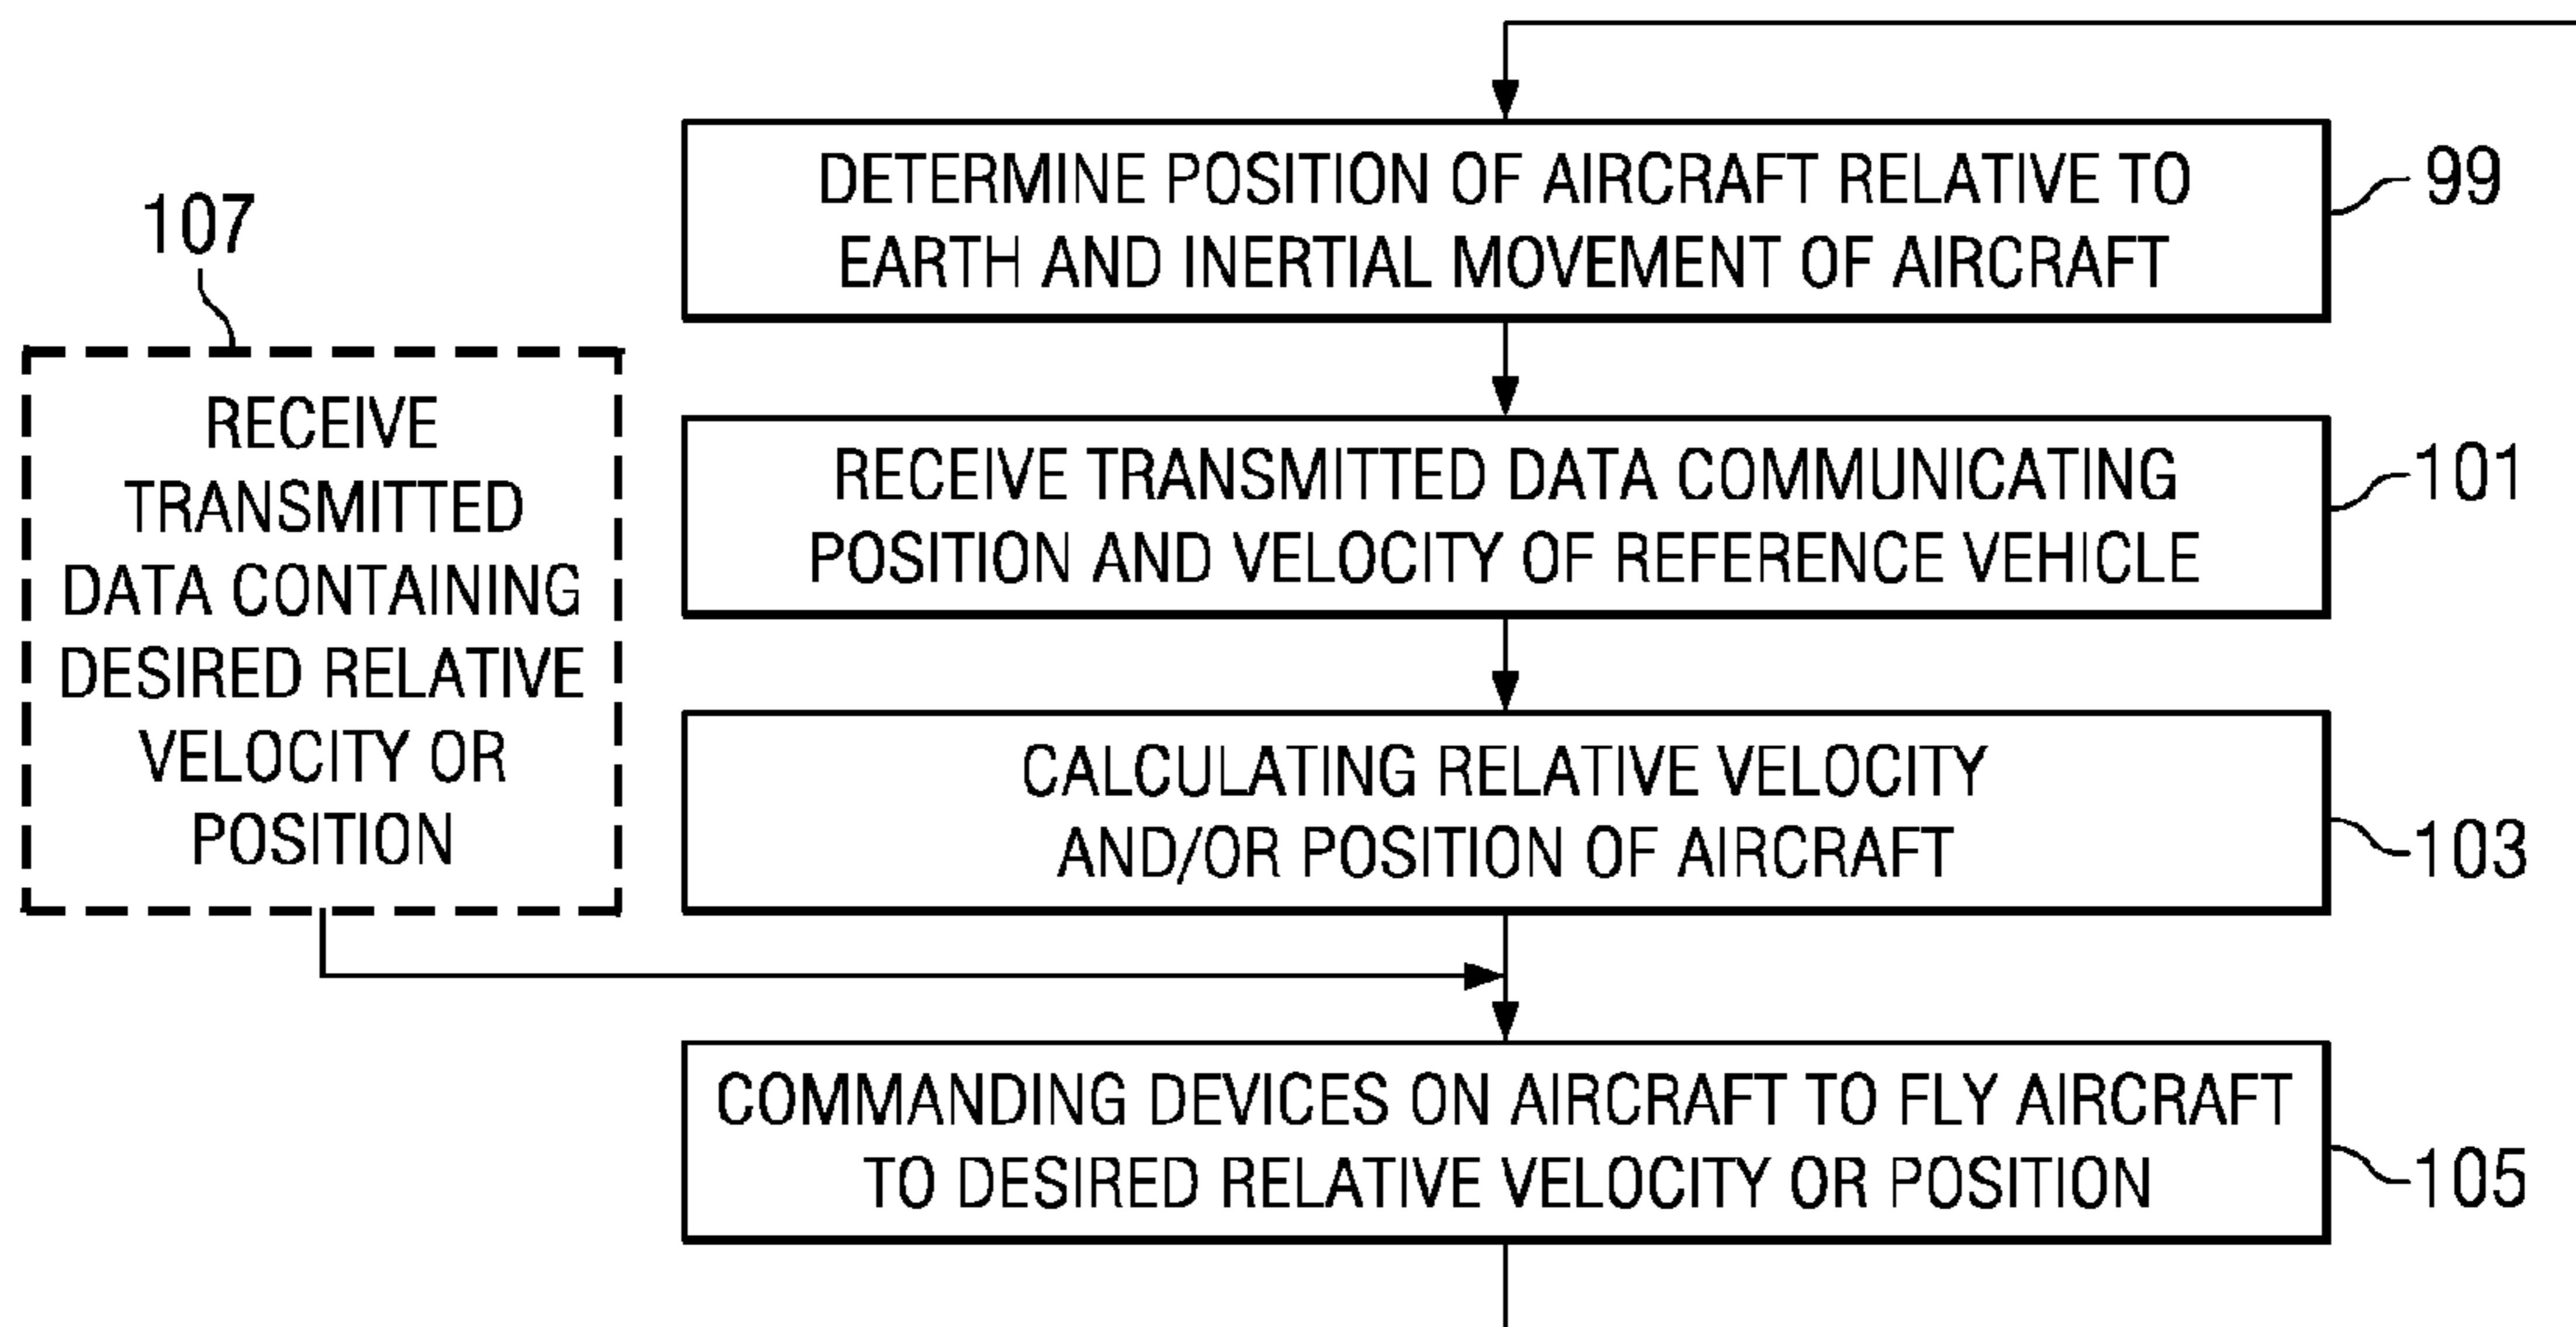 DETERMINE POSITION OF AIRCRAFT RELATIVE TO
EARTH AND INERTIAL MOVEMENT OF AIRCRAFT
99
107
RECEIVE
TRANSMITTED
DATA CONTAINING
DESIRED RELATIVE
VELOCITY OR
POSITION
RECEIVE TRANSMITTED DATA COMMUNICATING
POSITION AND VELOCITY OF REFERENCE VEHICLE
101
CALCULATING RELATIVE VELOCITY
AND/OR POSITION OF AIRCRAFT
103
COMMANDING DEVICES ON AIRCRAFT TO FLY AIRCRAFT
TO DESIRED RELATIVE VELOCITY OR POSITION
105